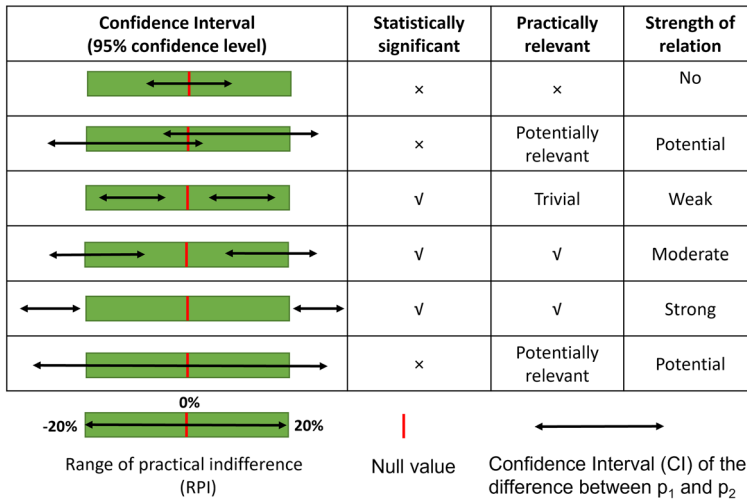 Confidence Interval
(95% confidence level)
Statistically
significant
Practically
relevant
Strength of
relation
×
×
No
×
Potentially
relevant
Potential
√
Trivial
Weak
√
√
Moderate
√
√
Strong
×
Potentially
relevant
Potential
0%
-20%
20%
Range of practical indifference
(RPI)
Null value
Confidence Interval (CI) of the
difference between p₁ and p₂